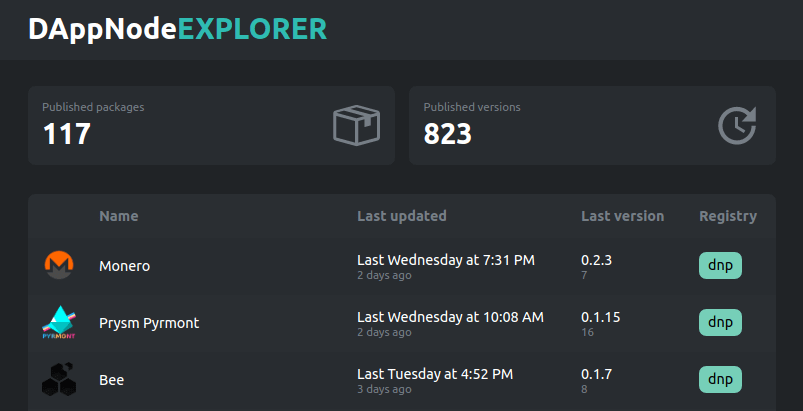 DAppNodeEXPLORER
Published packages
117
Published versions
823
Name Last updated Last version Registry
Monero Last Wednesday at 7:31 PM 0.2.3 dnp
2 days ago 7
Prysm Pyrmont Last Wednesday at 10:08 AM 0.1.15 dnp
2 days ago 16
PYRMONT
Bee Last Tuesday at 4:52 PM 0.1.7 dnp
3 days ago 8